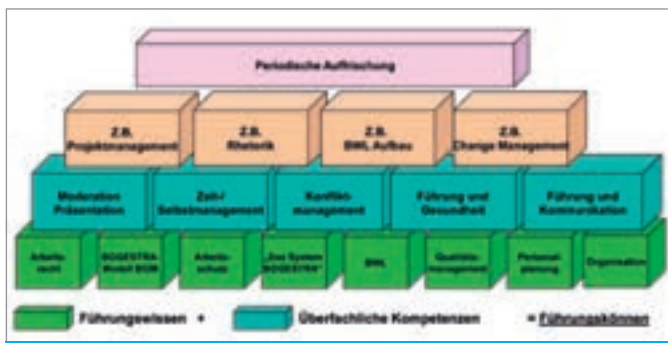 Periodische Auffrischung
Z.B.
Projektmanagement
Z.B.
Rhetorik
Z.B.
BWL Aufbau
Z.B.
Change Management
Moderation
Präsentation
Zeit-/
Selbstmanagement
Konflikt-
management
Führung und
Gesundheit
Führung und
Kommunikation
Arbeits-
recht
BOGESTRA-
Modell BGM
Arbeits-
schutz
„Das System
BOGESTRA“
BWL
Qualitäts-
management
Personal-
planung
Organisation
Führungswissen +
Überfachliche Kompetenzen
= Führungskönnen